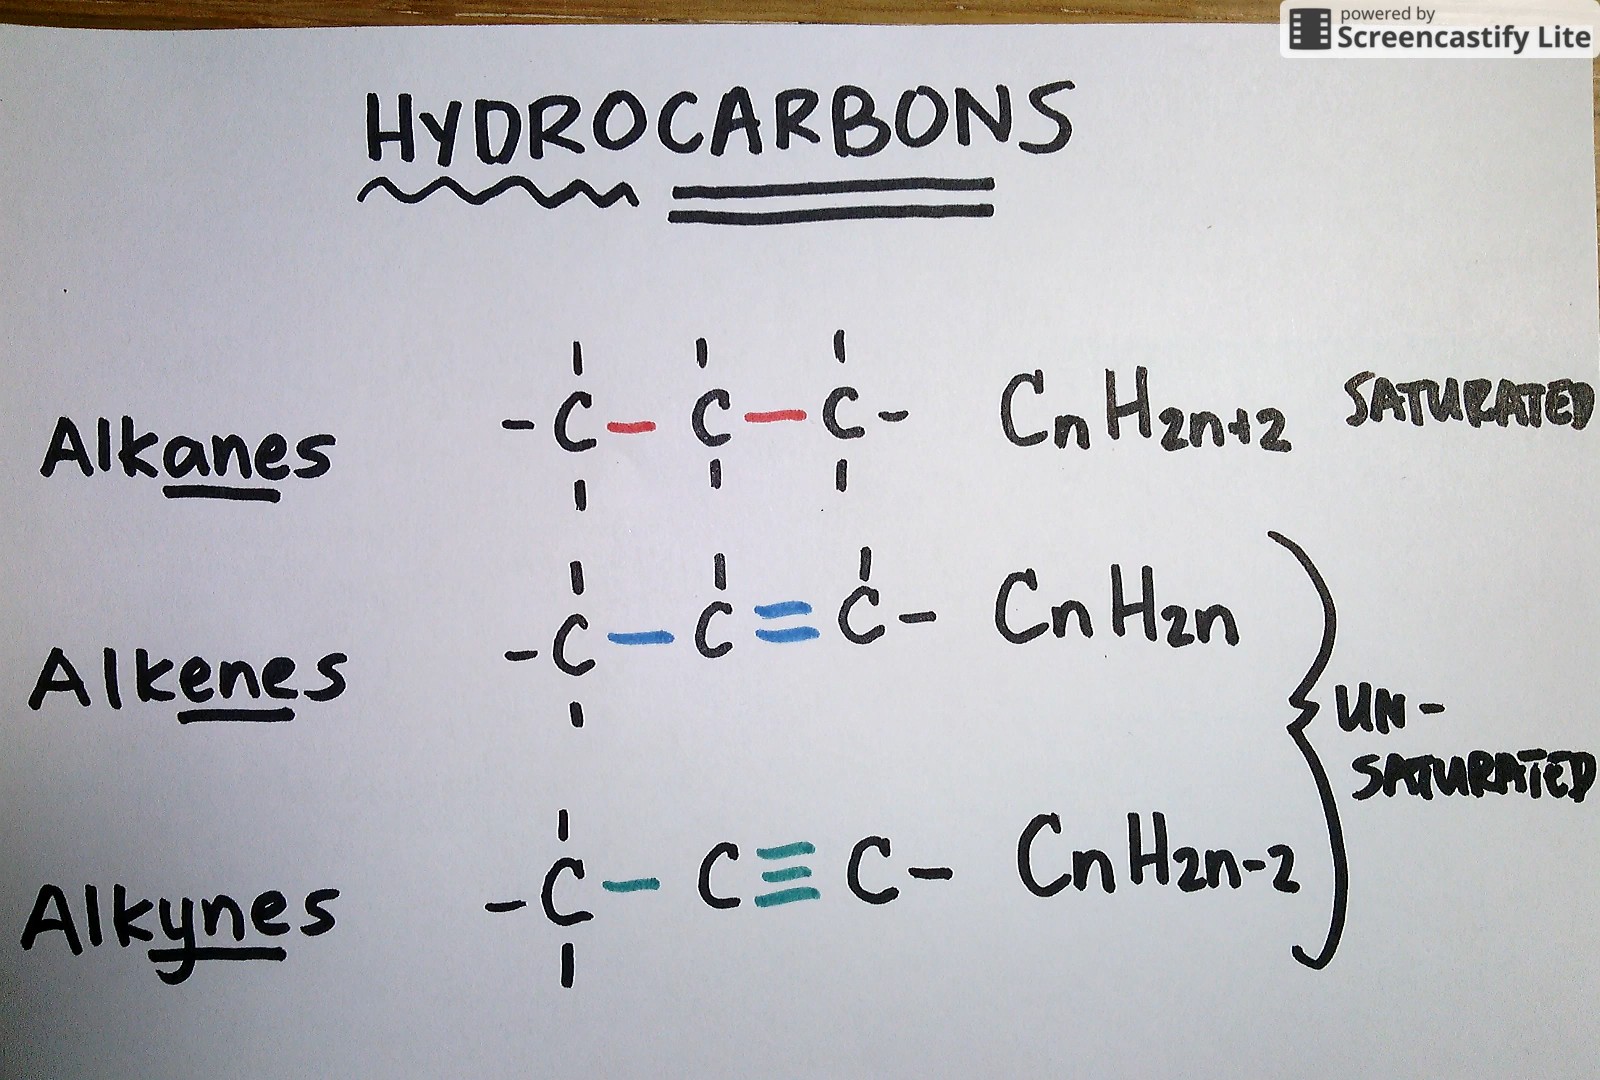 powered by
Screencastify Lite
HYDROCARBONS
Alkanes -C-C-C- CnH2n+2 SATURATED
Alkenes -C-C=C- CnH2n
UN-
SATURATED
Alkynes -C-C≡C- CnH2n-2